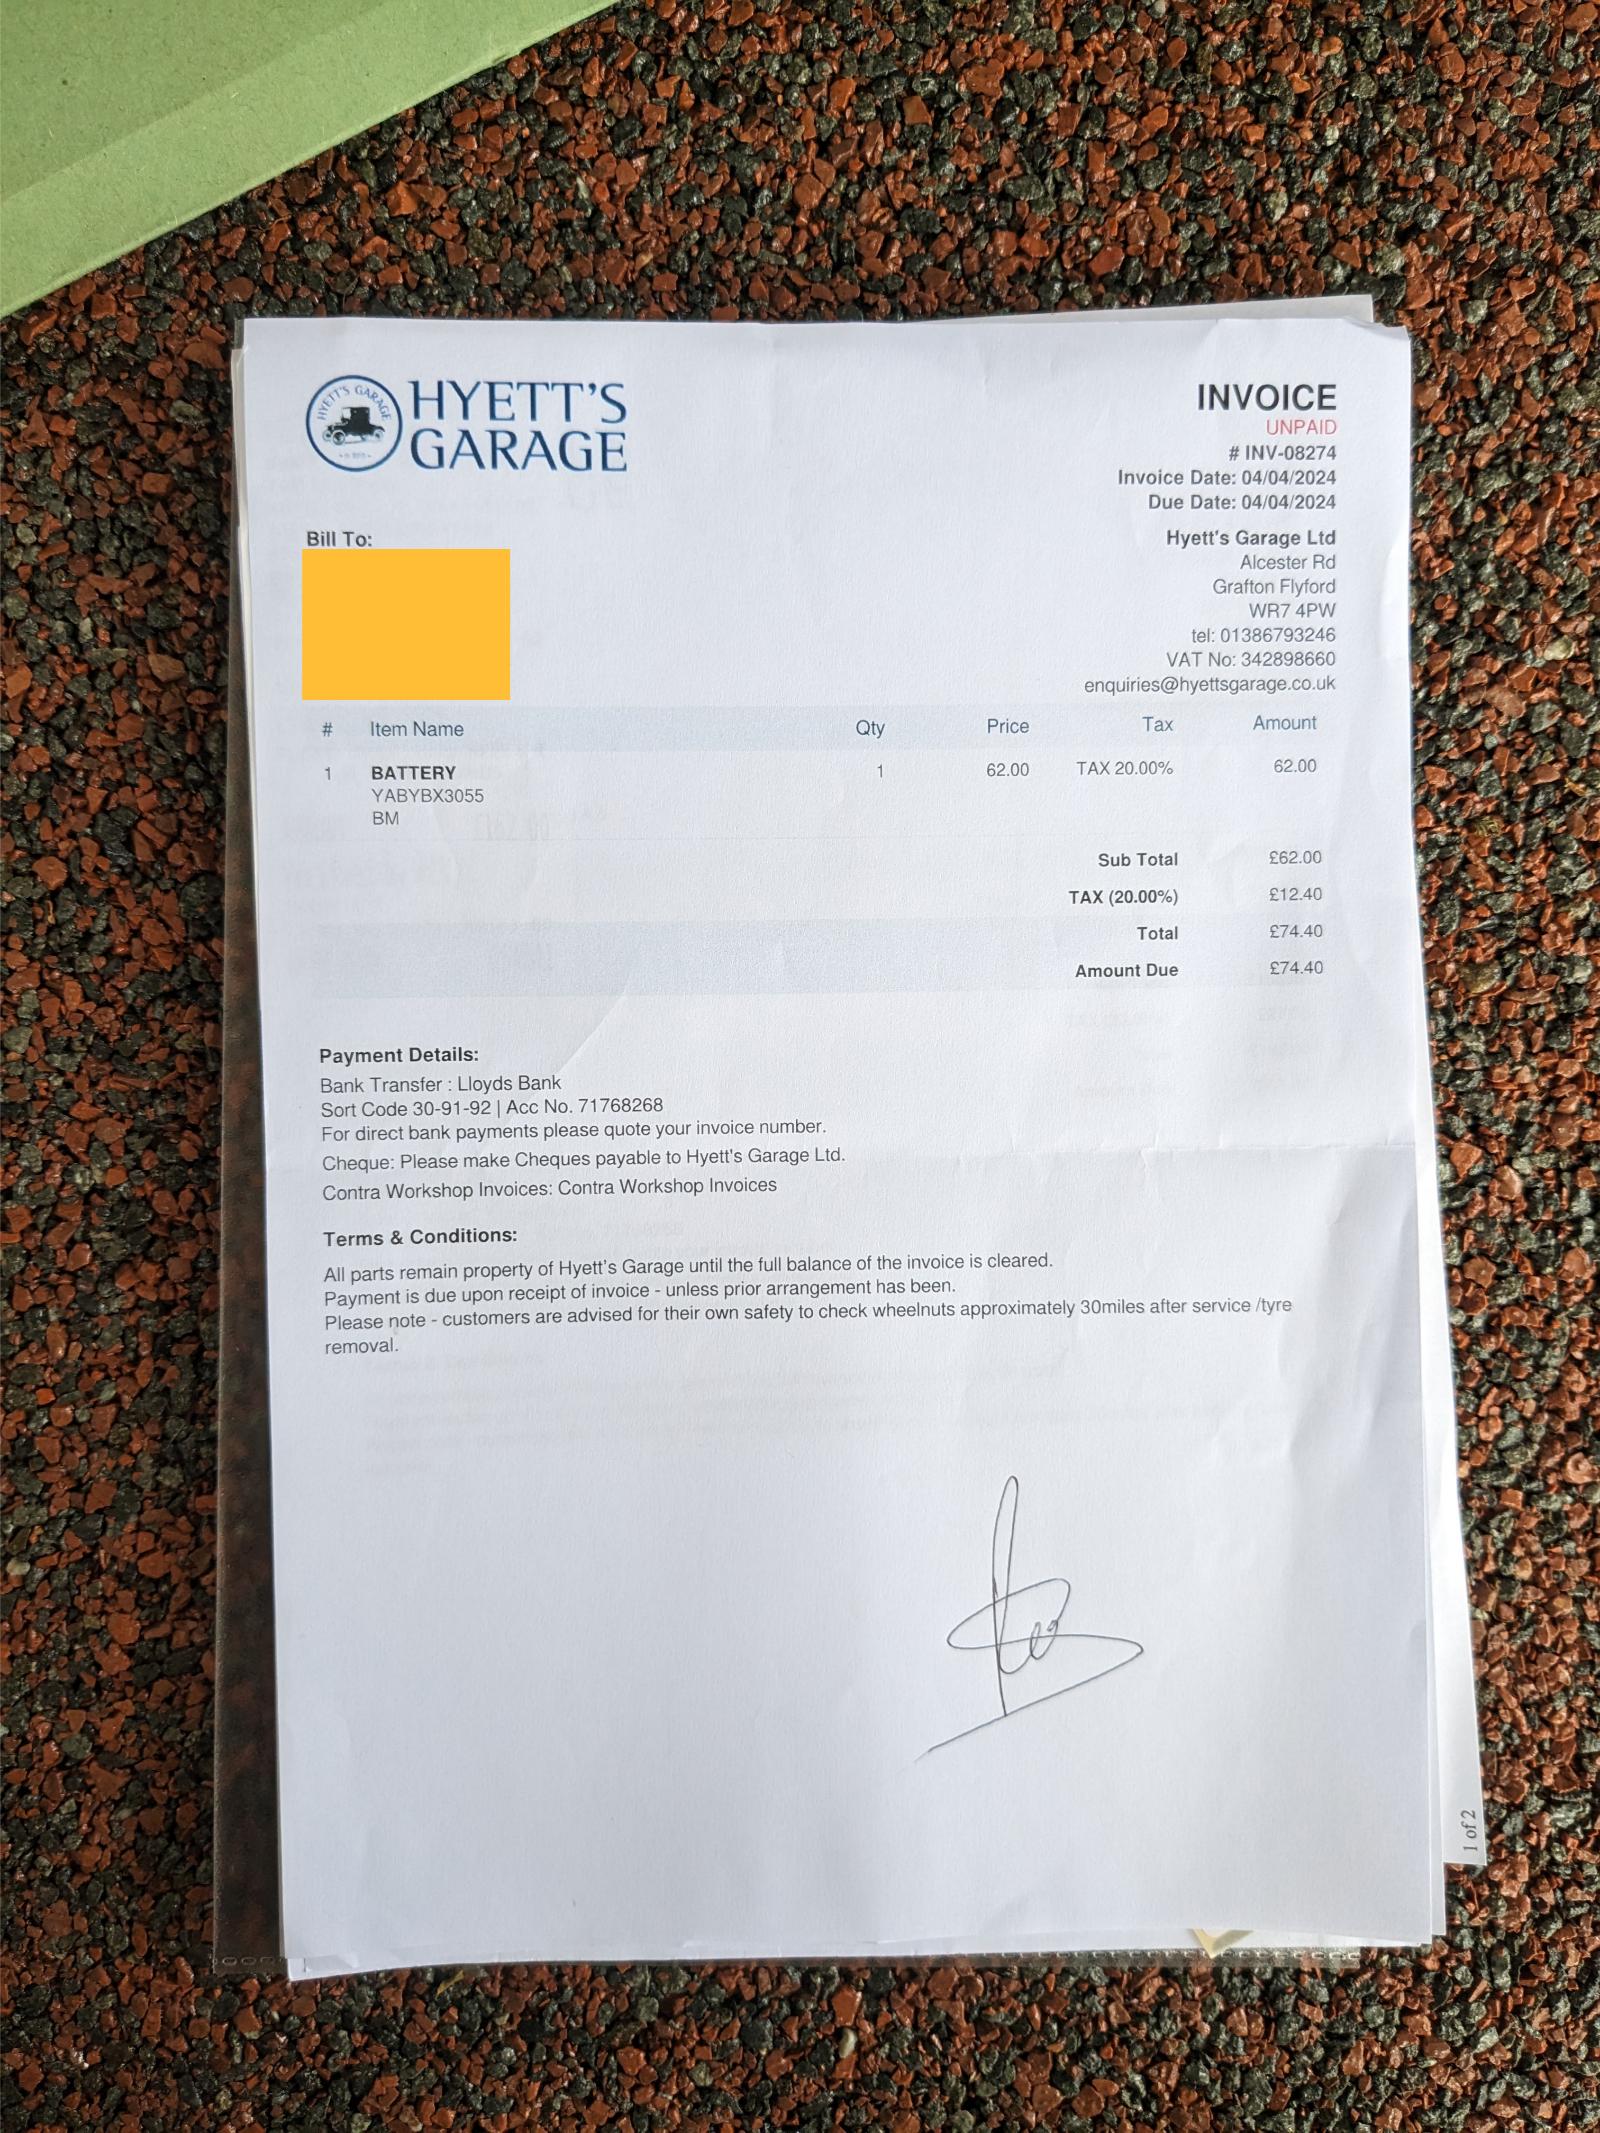 HYETT'S GARAGE
HYETT'S
GARAGE
INVOICE
UNPAID
# INV-08274
Invoice Date: 04/04/2024
Due Date: 04/04/2024
Bill To:
Hyett's Garage Ltd
Alcester Rd
Grafton Flyford
WR7 4PW
tel: 01386793246
VAT No: 342898660
enquiries@hyettsgarage.co.uk
# Item Name Qty Price Tax Amount
1 BATTERY 1 62.00 TAX 20.00% 62.00
YABYBX3055
BM
Sub Total £62.00
TAX (20.00%) £12.40
Total £74.40
Amount Due £74.40
Payment Details:
Bank Transfer : Lloyds Bank
Sort Code 30-91-92 | Acc No. 71768268
For direct bank payments please quote your invoice number.
Cheque: Please make Cheques payable to Hyett's Garage Ltd.
Contra Workshop Invoices: Contra Workshop Invoices
Terms & Conditions:
All parts remain property of Hyett's Garage until the full balance of the invoice is cleared.
Payment is due upon receipt of invoice - unless prior arrangement has been.
Please note - customers are advised for their own safety to check wheelnuts approximately 30miles after service /tyre
removal.
1 of 2